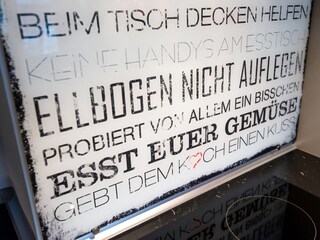 BEIM TISCH DECKEN HELFEN
KEINE HANDYS AM ESSTISCH
ELLBOGEN NICHT AUFLEGEN
PROBIERT VON ALLEM EIN BISSCHEN
ESST EUER GEMÜSE
GEBT DEM KOCH EINEN KUSS